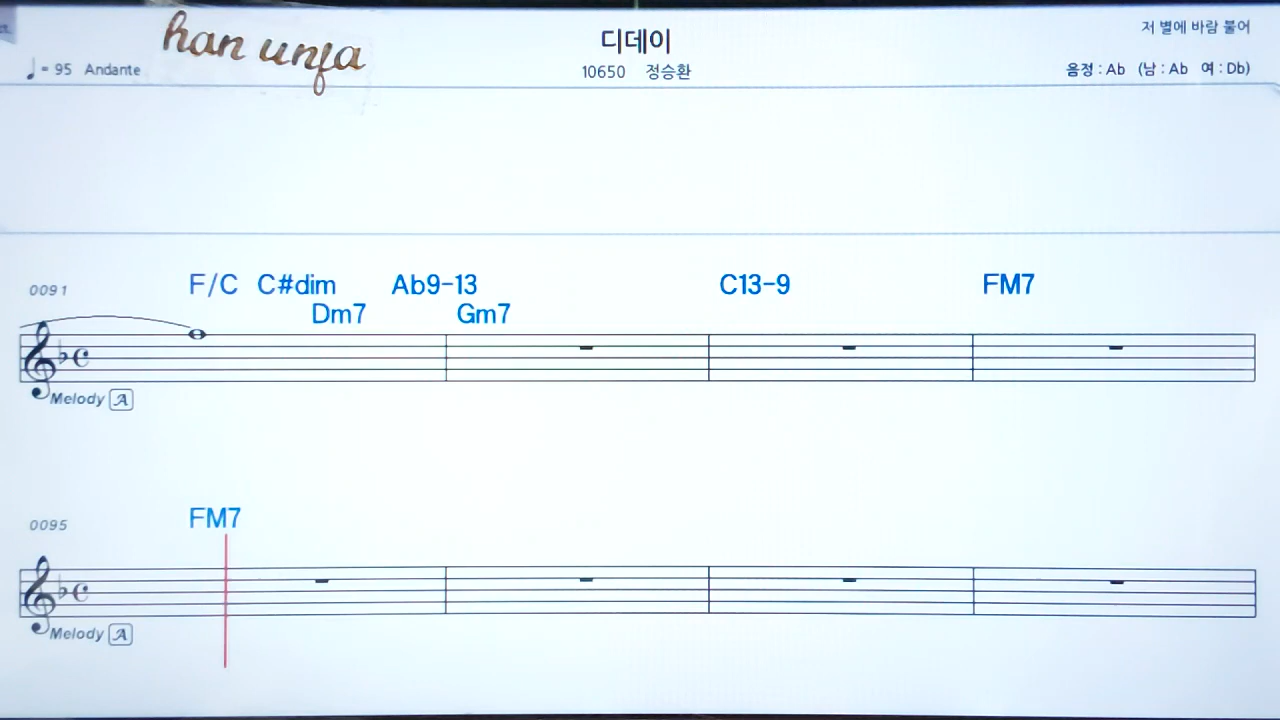 han unfa
디데이
저 별에 바람 불어
♩= 95 Andante
10650 정승환
음정 : Ab (남 : Ab 여 : Db)
0091 F/C C#dim Ab9-13 C13-9 FM7
Dm7 Gm7
Melody A
0095 FM7
Melody A